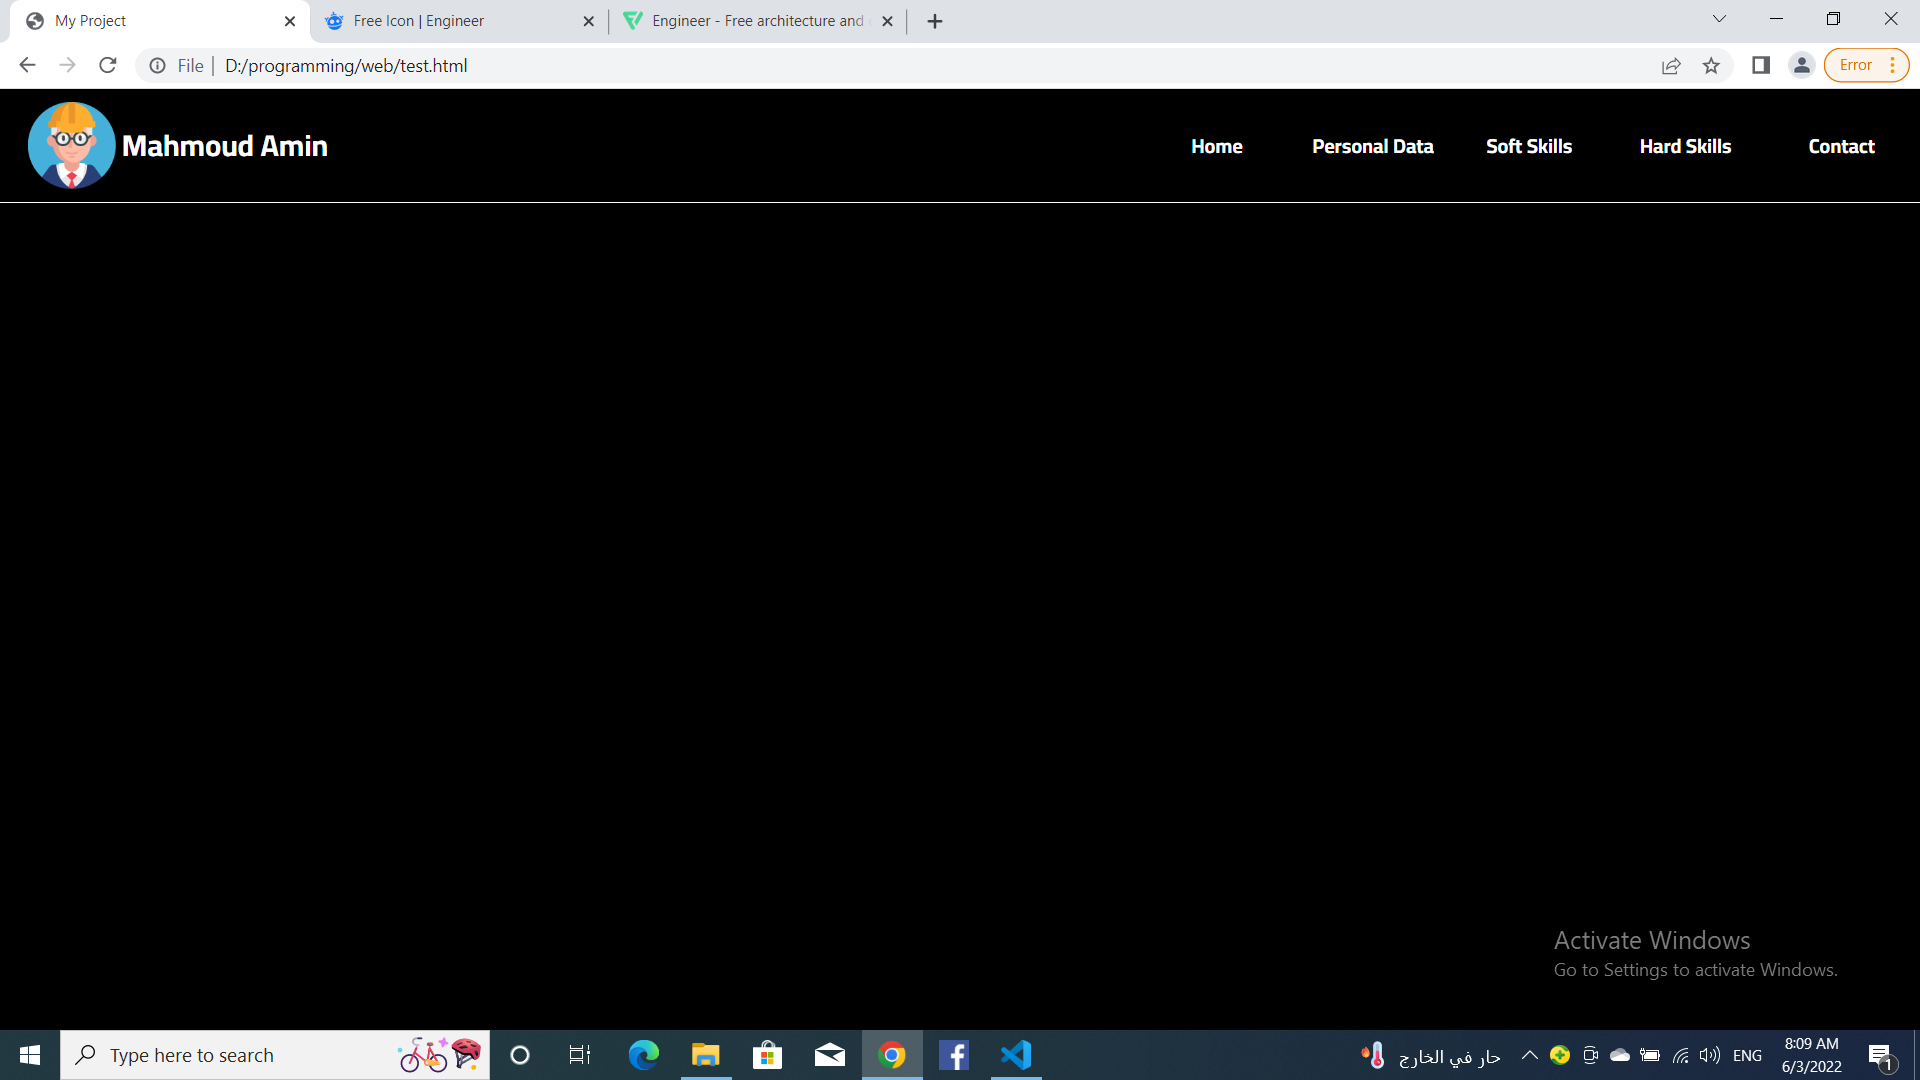 My Project
Free Icon | Engineer
Engineer - Free architecture and
File | D:/programming/web/test.html
Error
Mahmoud Amin
Home Personal Data Soft Skills Hard Skills Contact
Activate Windows
Go to Settings to activate Windows.
Type here to search
حار في الخارج
ENG
8:09 AM
6/3/2022
1